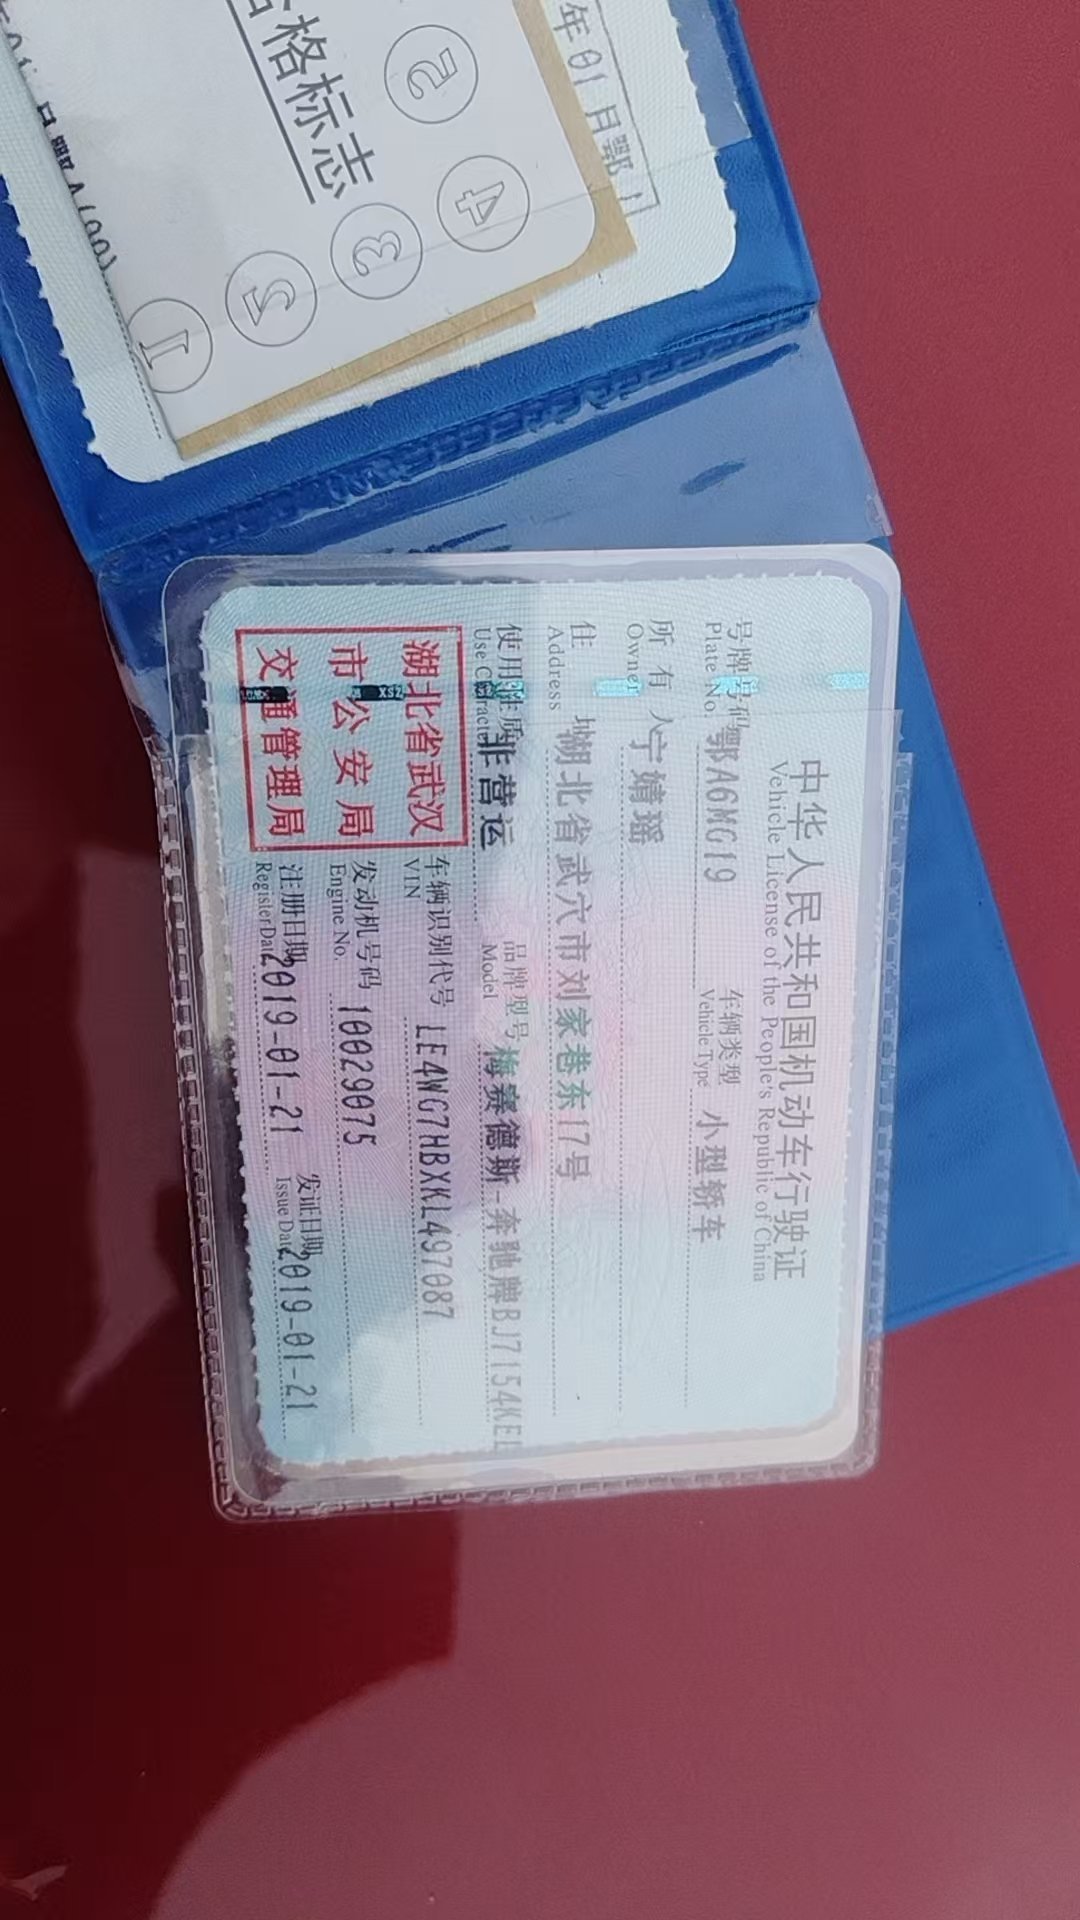 年01月鄂A
合格标志
② ④
① ⑤ ③
中华人民共和国机动车行驶证
Vehicle License of the People's Republic of China
号牌号码 鄂A6MG19 车辆类型 小型轿车
Plate No. Vehicle Type
所有人 宁婧瑶
Owner
住址 湖北省武穴市刘家巷东17号
Address
使用性质 非营运 品牌型号 梅赛德斯-奔驰牌BJ7154KEL
Use Character Model
湖北省武汉
市公安局
交通管理局
车辆识别代号 LE4WG7HBXKL497087
VIN
发动机号码 10029075
Engine No.
注册日期 2019-01-21 发证日期 2019-01-21
Register Date Issue Date